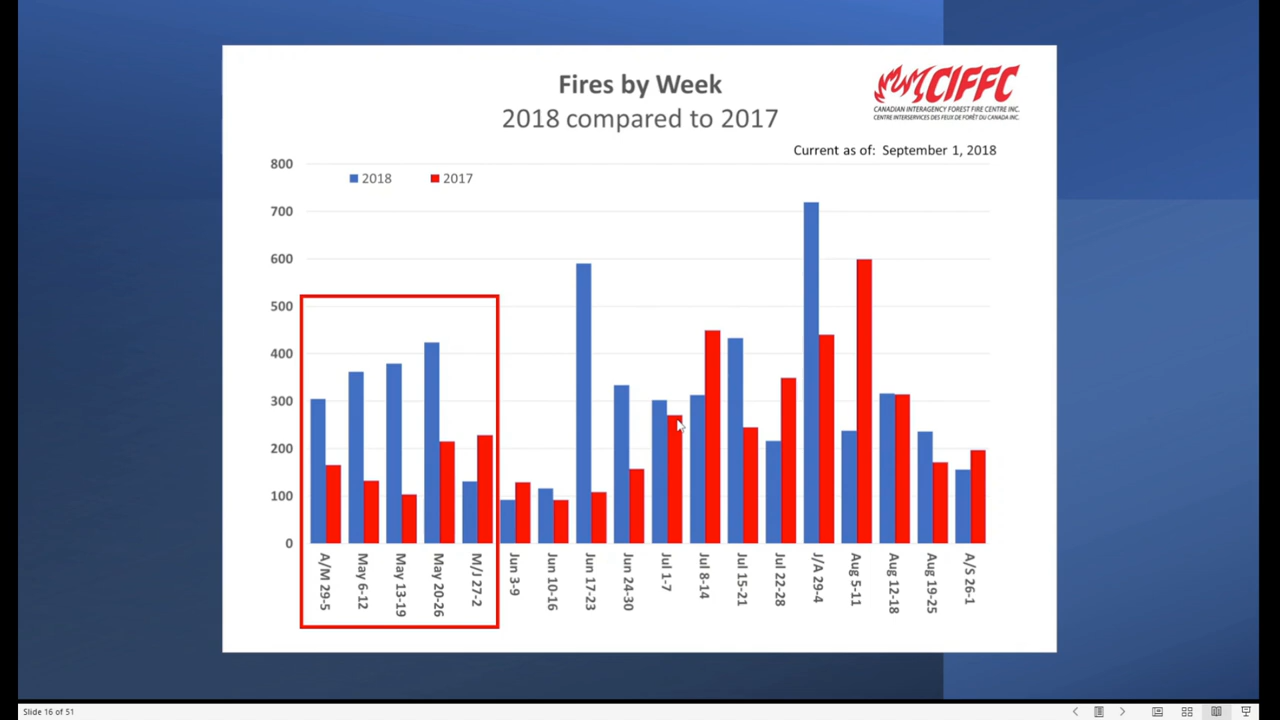 Fires by Week
2018 compared to 2017
CIFFC
CANADIAN INTERAGENCY FOREST FIRE CENTRE INC.
CENTRE INTERSERVICES DES FEUX DE FORÊT DU CANADA INC.
Current as of: September 1, 2018
2018 2017
800
700
600
500
400
300
200
100
0
A/M 29-5
May 6-12
May 13-19
May 20-26
M/J 27-2
Jun 3-9
Jun 10-16
Jun 17-23
Jun 24-30
Jul 1-7
Jul 8-14
Jul 15-21
Jul 22-28
J/A 29-4
Aug 5-11
Aug 12-18
Aug 19-25
A/S 26-1
Slide 16 of 51